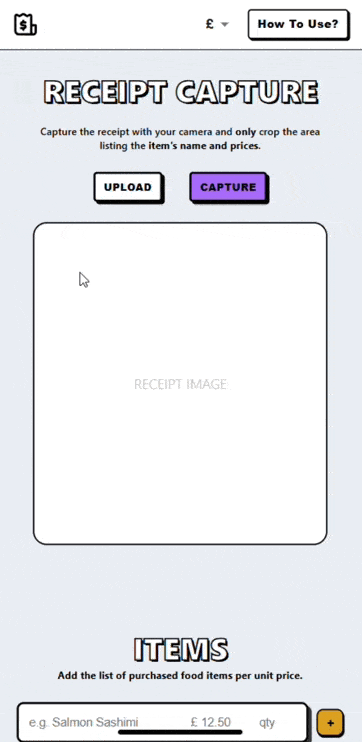 £
How To Use?
RECEIPT CAPTURE
Capture the receipt with your camera and only crop the area
listing the item's name and prices.
UPLOAD
CAPTURE
RECEIPT IMAGE
ITEMS
Add the list of purchased food items per unit price.
e.g. Salmon Sashimi £ 12.50 qty +